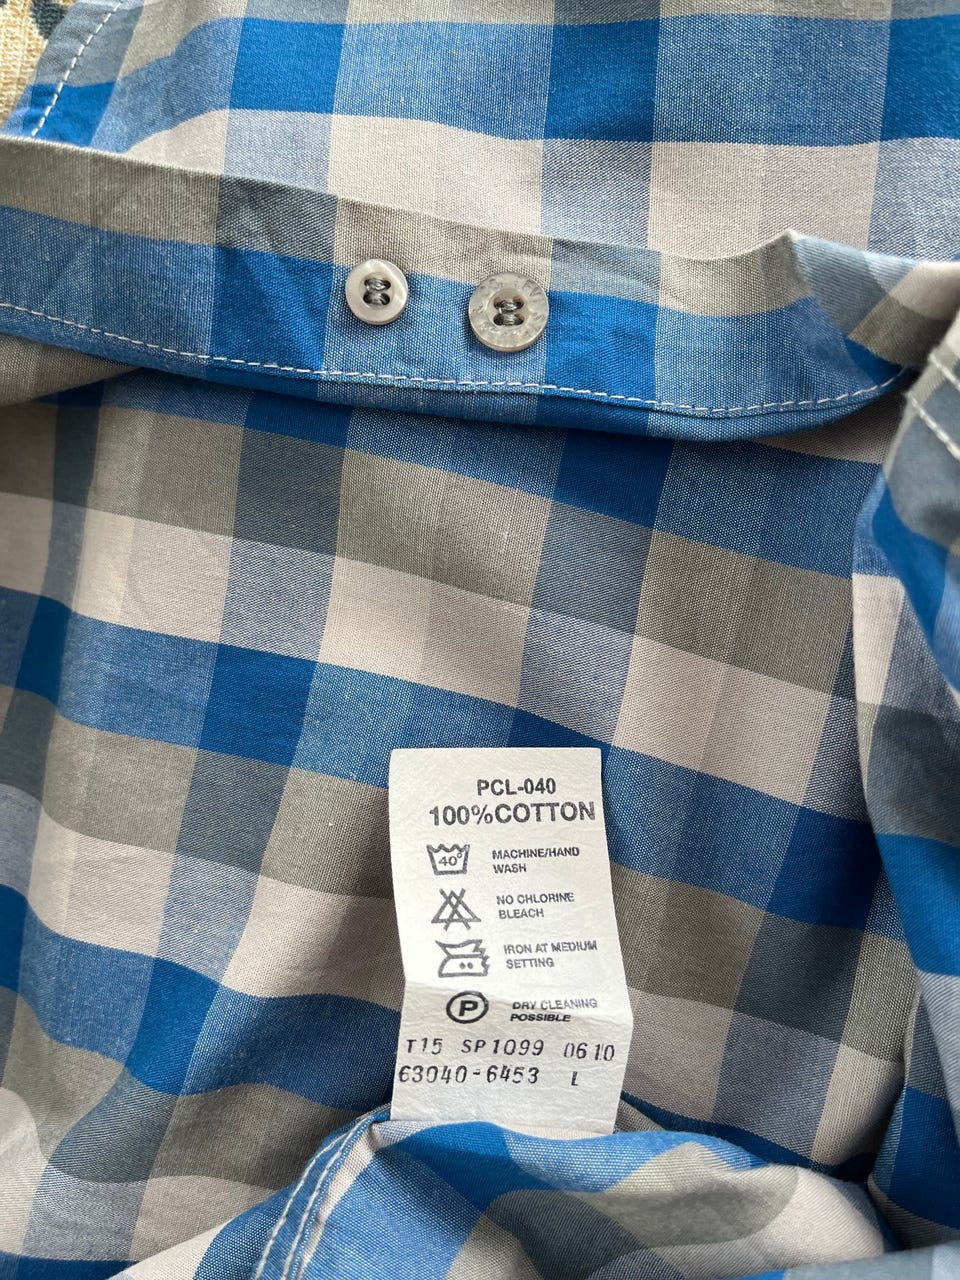 PCL-040
100%COTTON
40°
MACHINE/HAND
WASH
NO CHLORINE
BLEACH
IRON AT MEDIUM
SETTING
P
DRY CLEANING
POSSIBLE
T15 SP1099 0610
63040-6453 L